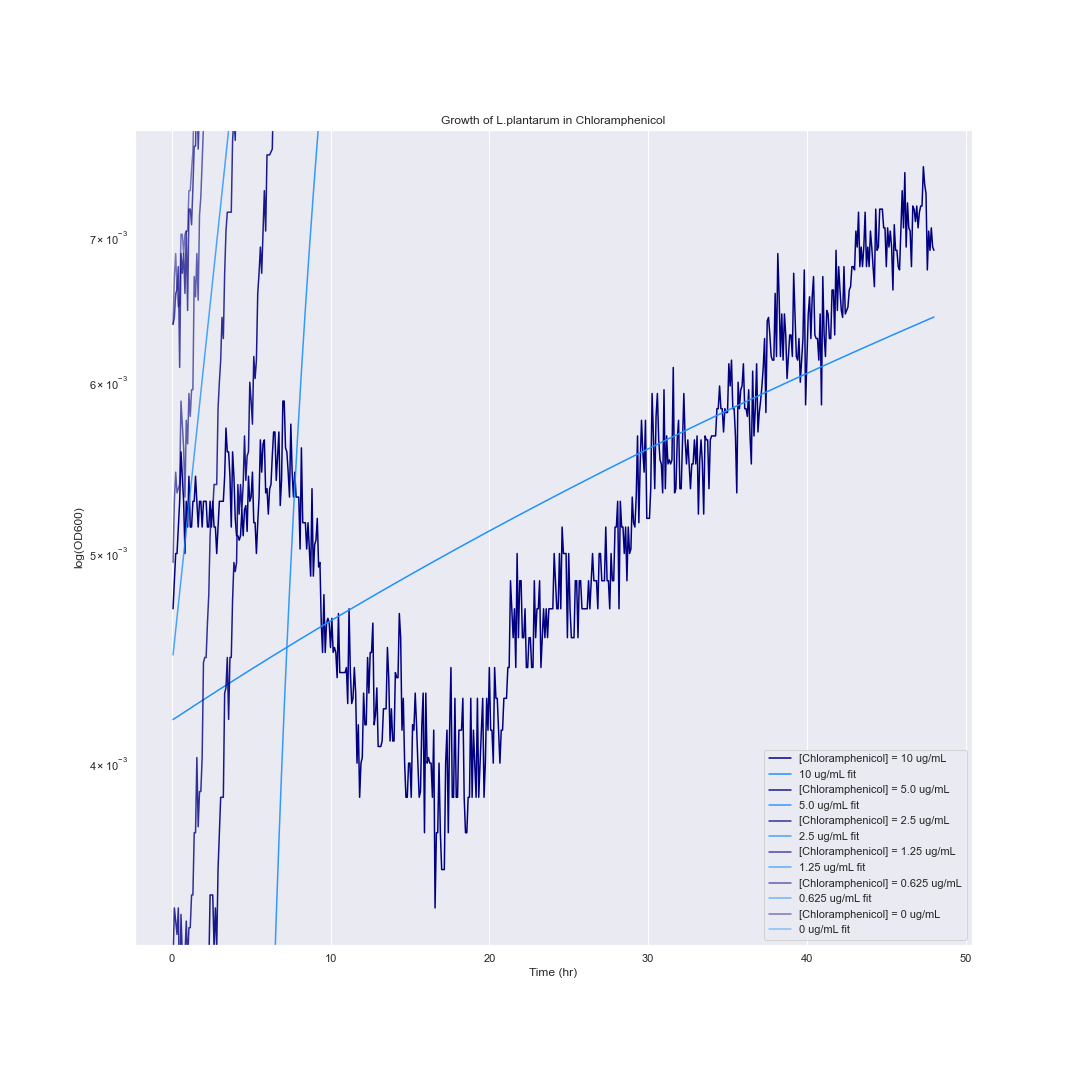 Growth of L.plantarum in Chloramphenicol
log(OD600)
7 × 10⁻³
6 × 10⁻³
5 × 10⁻³
4 × 10⁻³
[Chloramphenicol] = 10 ug/mL
10 ug/mL fit
[Chloramphenicol] = 5.0 ug/mL
5.0 ug/mL fit
[Chloramphenicol] = 2.5 ug/mL
2.5 ug/mL fit
[Chloramphenicol] = 1.25 ug/mL
1.25 ug/mL fit
[Chloramphenicol] = 0.625 ug/mL
0.625 ug/mL fit
[Chloramphenicol] = 0 ug/mL
0 ug/mL fit
0 10 20 30 40 50
Time (hr)